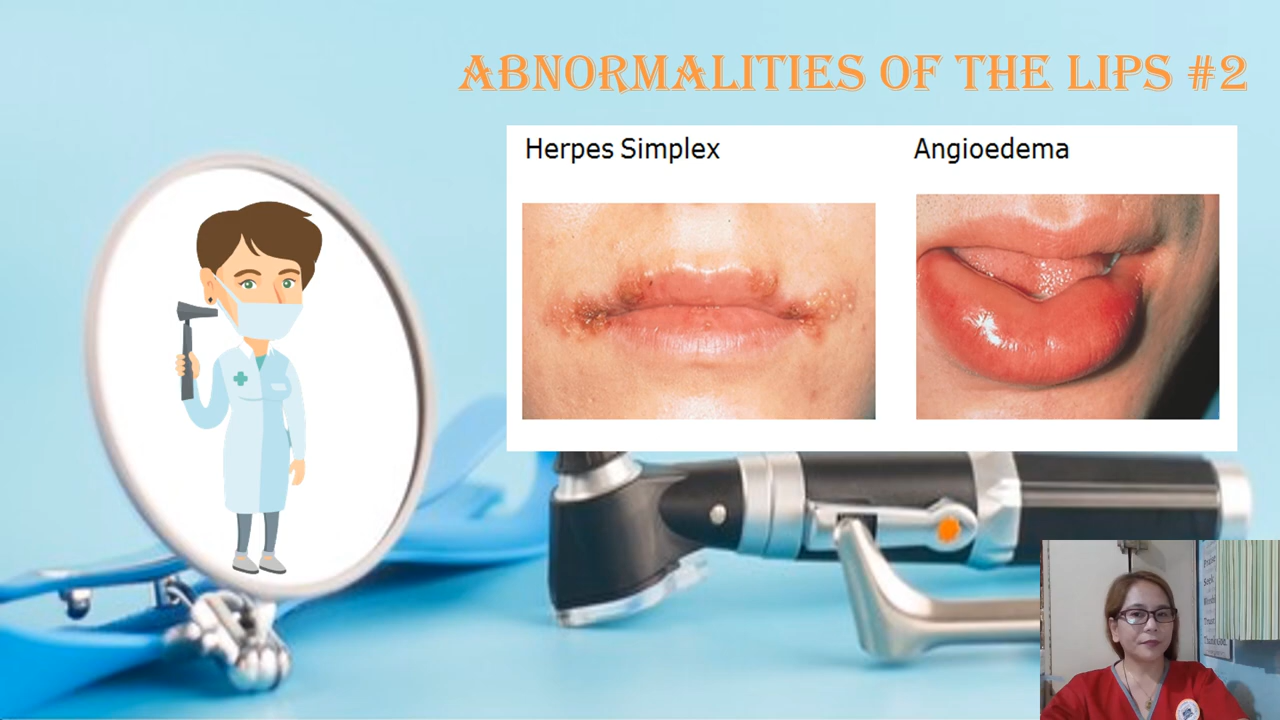 ABNORMALITIES OF THE LIPS #2
Herpes Simplex
Angioedema